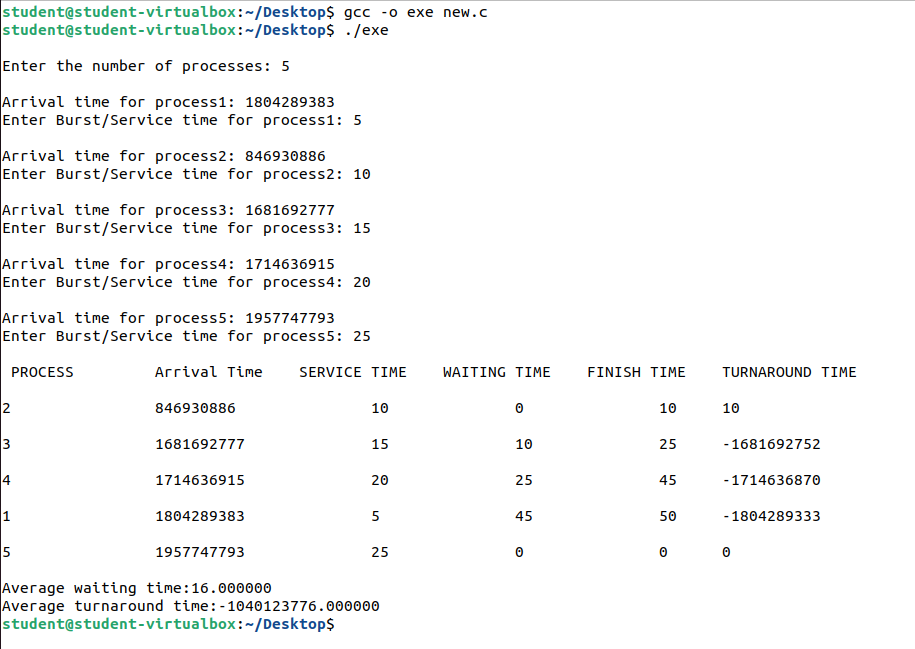 student@student-virtualbox:~/Desktop$ gcc -o exe new.c
student@student-virtualbox:~/Desktop$ ./exe
Enter the number of processes: 5
Arrival time for process1: 1804289383
Enter Burst/Service time for process1: 5
Arrival time for process2: 846930886
Enter Burst/Service time for process2: 10
Arrival time for process3: 1681692777
Enter Burst/Service time for process3: 15
Arrival time for process4: 1714636915
Enter Burst/Service time for process4: 20
Arrival time for process5: 1957747793
Enter Burst/Service time for process5: 25
PROCESS Arrival Time SERVICE TIME WAITING TIME FINISH TIME TURNAROUND TIME
2 846930886 10 0 10 10
3 1681692777 15 10 25 -1681692752
4 1714636915 20 25 45 -1714636870
1 1804289383 5 45 50 -1804289333
5 1957747793 25 0 0 0
Average waiting time:16.000000
Average turnaround time:-1040123776.000000
student@student-virtualbox:~/Desktop$